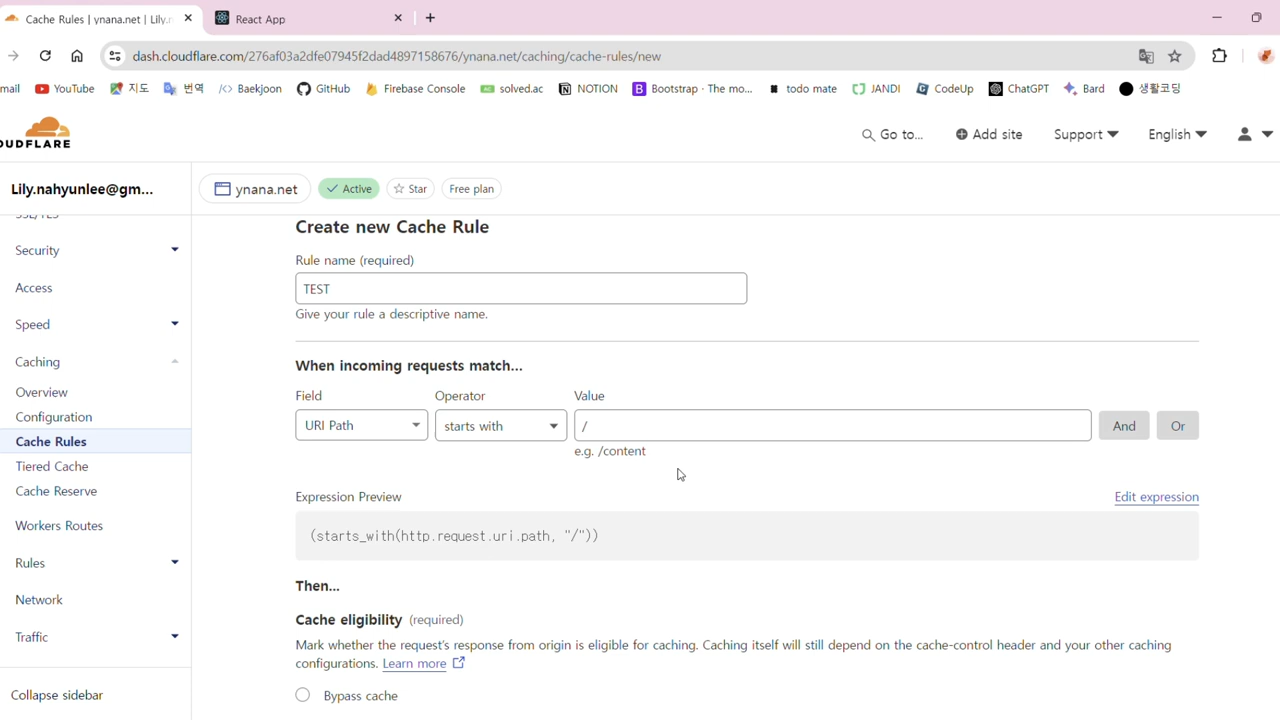 Cache Rules | ynana.net | Lily.n
React App
dash.cloudflare.com/276af03a2dfe07945f2dad4897158676/ynana.net/caching/cache-rules/new
mail
YouTube
지도
번역
Baekjoon
GitHub
Firebase Console
solved.ac
NOTION
Bootstrap · The mo...
todo mate
JANDI
CodeUp
ChatGPT
Bard
생활코딩
OUDFLARE
Go to...
Add site
Support
English
Lily.nahyunlee@gm...
ynana.net
Active
Star
Free plan
SSL/TLS
Security
Access
Speed
Caching
Overview
Configuration
Cache Rules
Tiered Cache
Cache Reserve
Workers Routes
Rules
Network
Traffic
Collapse sidebar
Create new Cache Rule
Rule name (required)
TEST
Give your rule a descriptive name.
When incoming requests match...
Field
Operator
Value
URI Path
starts with
/
And
Or
e.g. /content
Expression Preview
Edit expression
(starts_with(http.request.uri.path, "/"))
Then...
Cache eligibility (required)
Mark whether the request's response from origin is eligible for caching. Caching itself will still depend on the cache-control header and your other caching
configurations. Learn more
Bypass cache